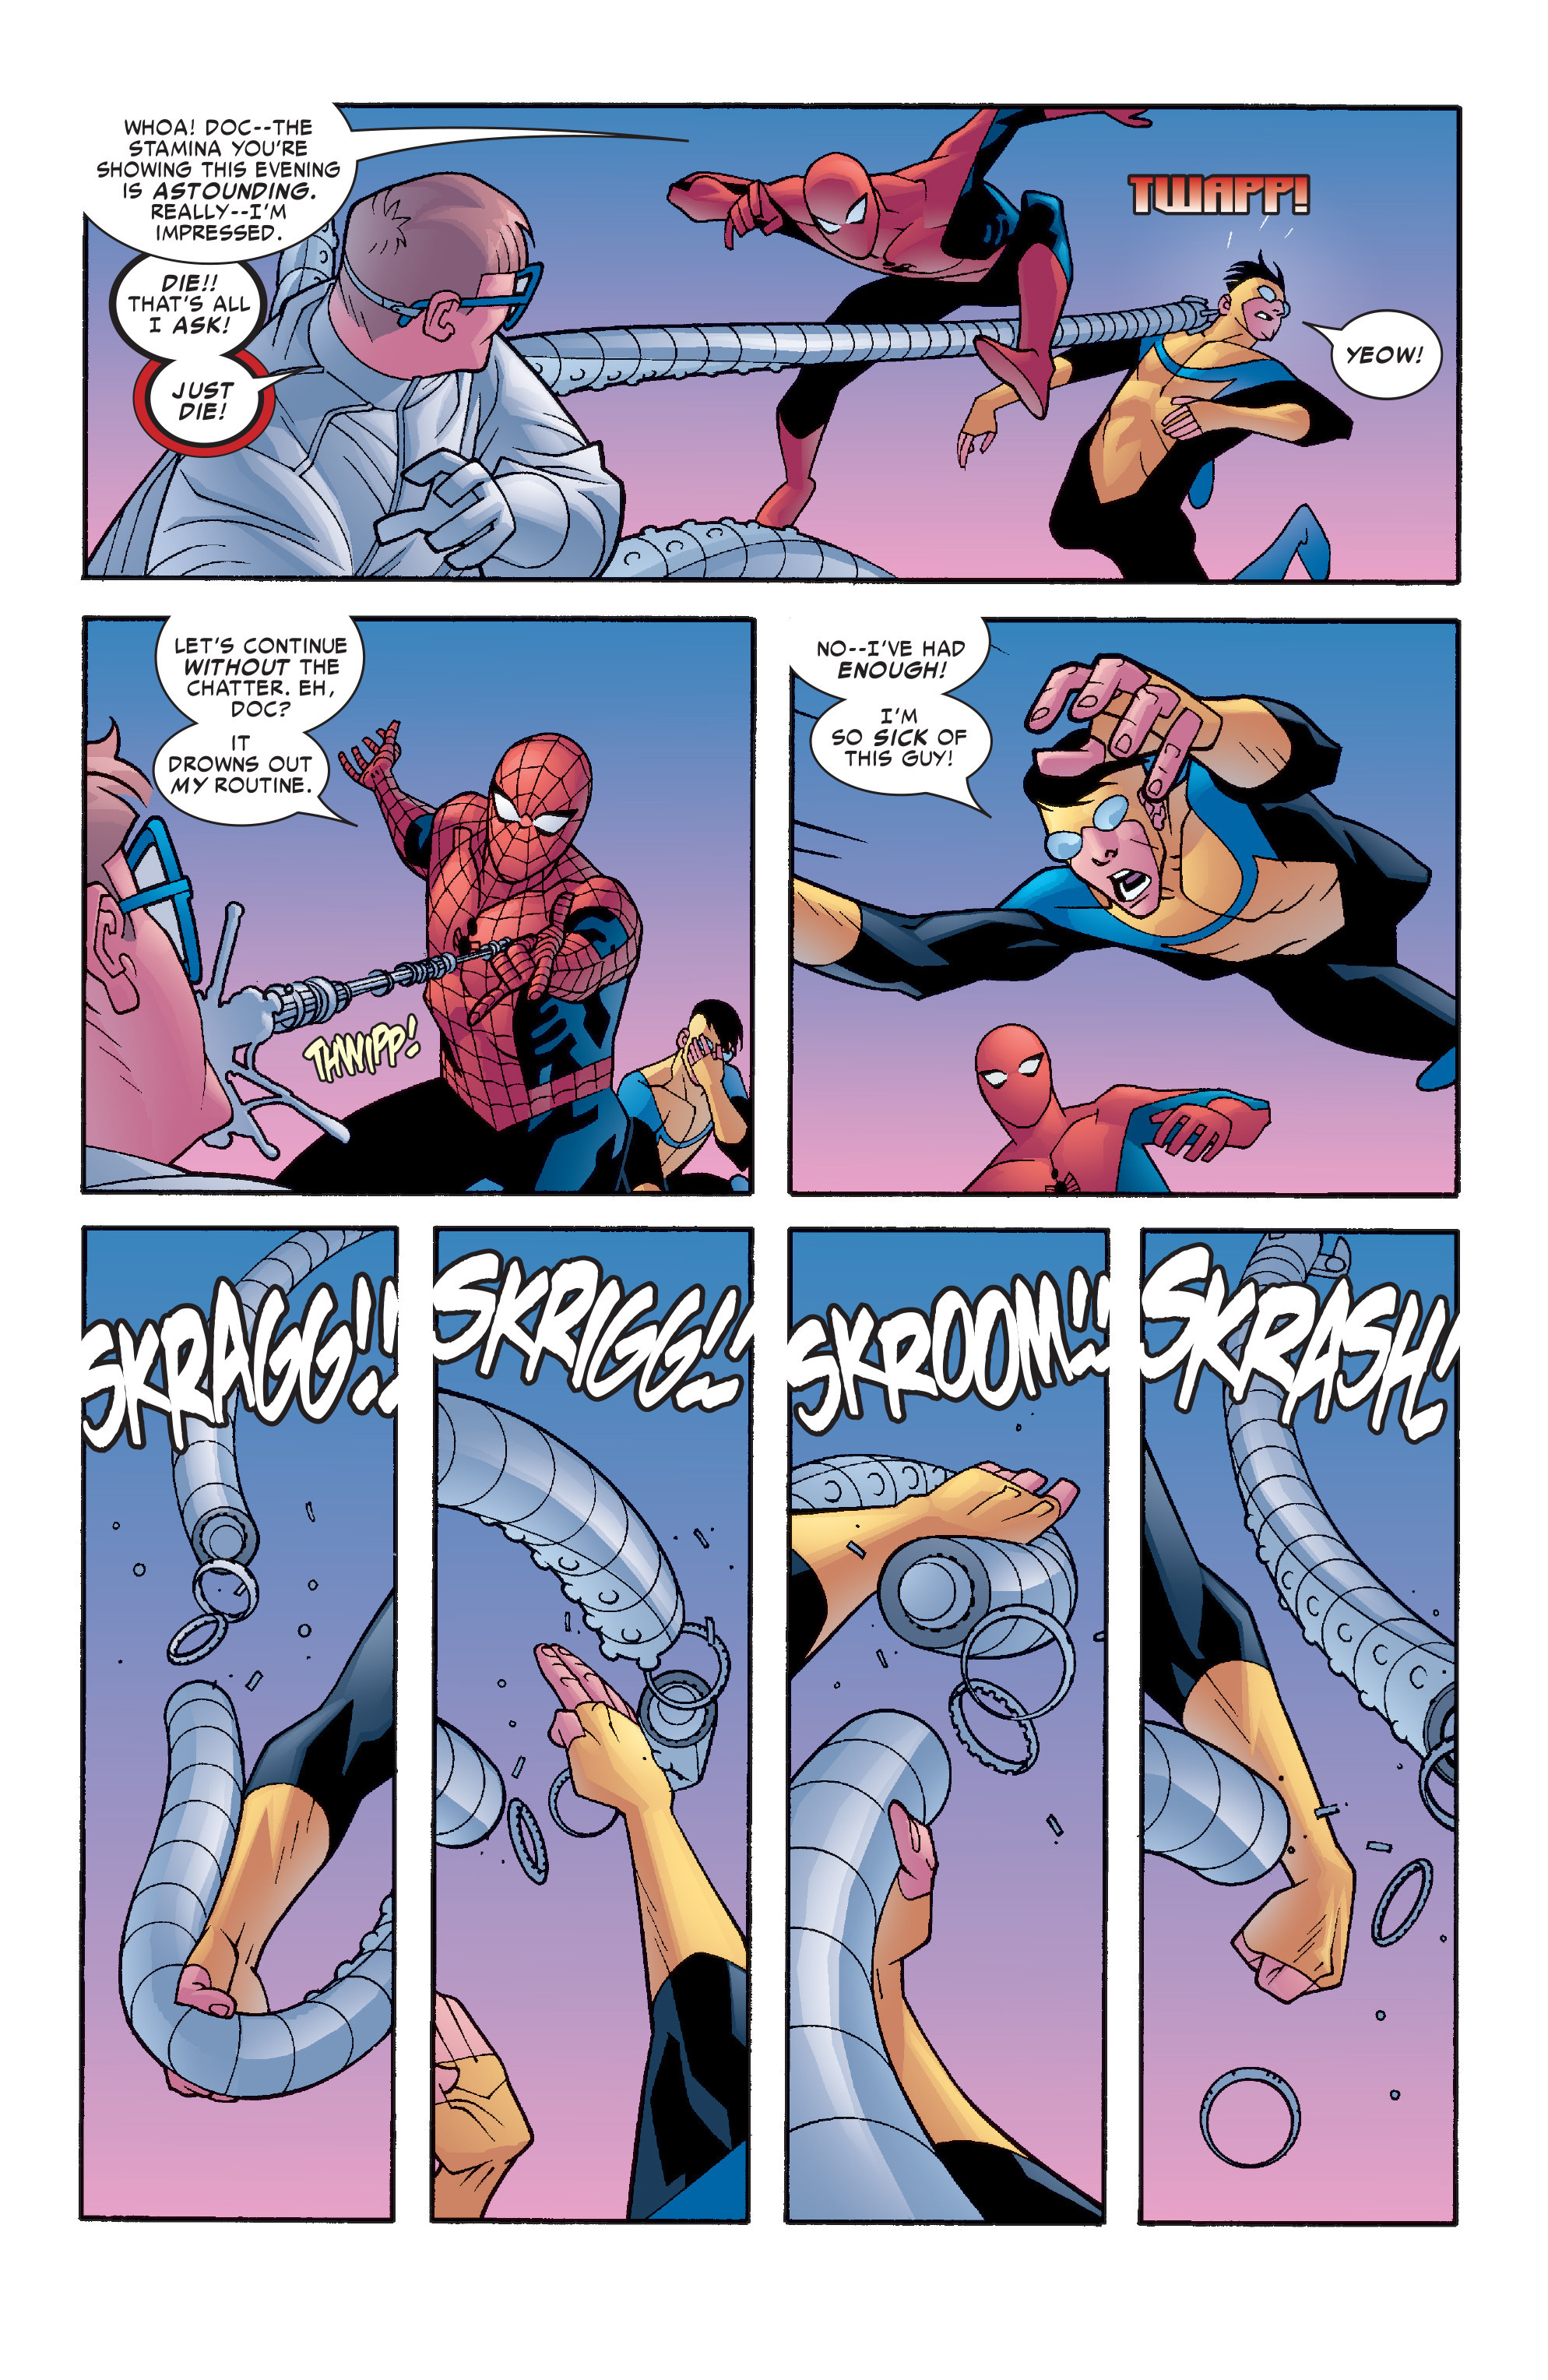 WHOA! DOC--THE
STAMINA YOU'RE
SHOWING THIS EVENING
IS ASTOUNDING.
REALLY--I'M
IMPRESSED.
DIE!!
THAT'S ALL
I ASK!
JUST
DIE!
TWAPP!
YEOW!
LET'S CONTINUE
WITHOUT THE
CHATTER. EH,
DOC?
IT
DROWNS OUT
MY ROUTINE.
THWIPP!
NO--I'VE HAD
ENOUGH!
I'M
SO SICK OF
THIS GUY!
SKRAGG!!
SKRIGG!!
SKROOM!!
SKRASH!